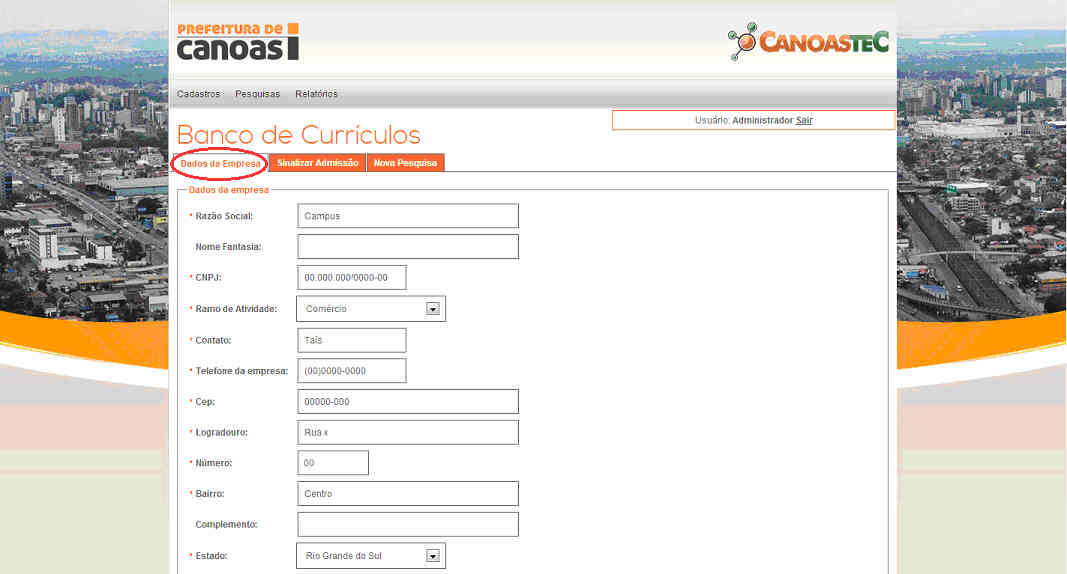 PREFEITURA DE
CANOAS
CANOASTEC
Cadastros Pesquisas Relatórios
Usuário: Administrador Sair
Banco de Currículos
Dados da Empresa Sinalizar Admissão Nova Pesquisa
Dados da empresa
* Razão Social: Campus
Nome Fantasia:
* CNPJ: 00.000.000/0000-00
* Ramo de Atividade: Comércio
* Contato: Taís
* Telefone da empresa: (00)0000-0000
* Cep: 00000-000
* Logradouro: Rua x
* Número: 00
* Bairro: Centro
Complemento:
* Estado: Rio Grande do Sul